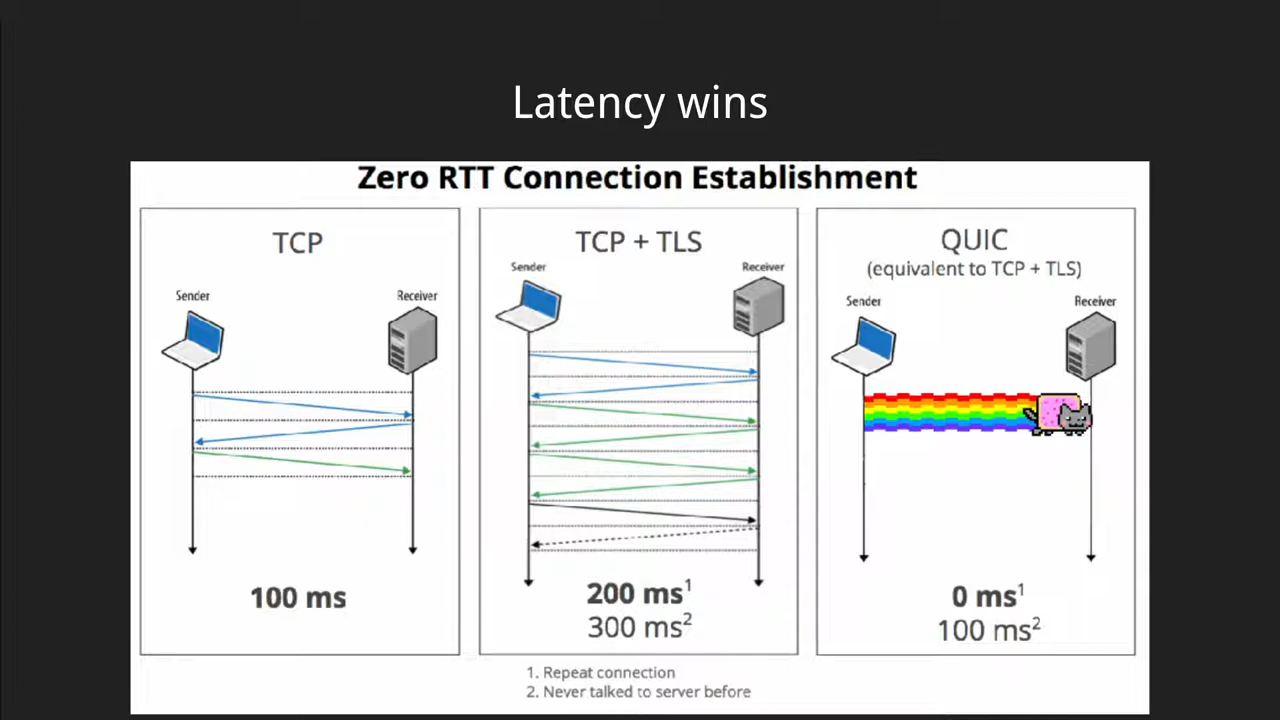 Latency wins
Zero RTT Connection Establishment
TCP
Sender
Receiver
100 ms
TCP + TLS
Sender
Receiver
200 ms¹
300 ms²
QUIC
(equivalent to TCP + TLS)
Sender
Receiver
0 ms¹
100 ms²
1. Repeat connection
2. Never talked to server before